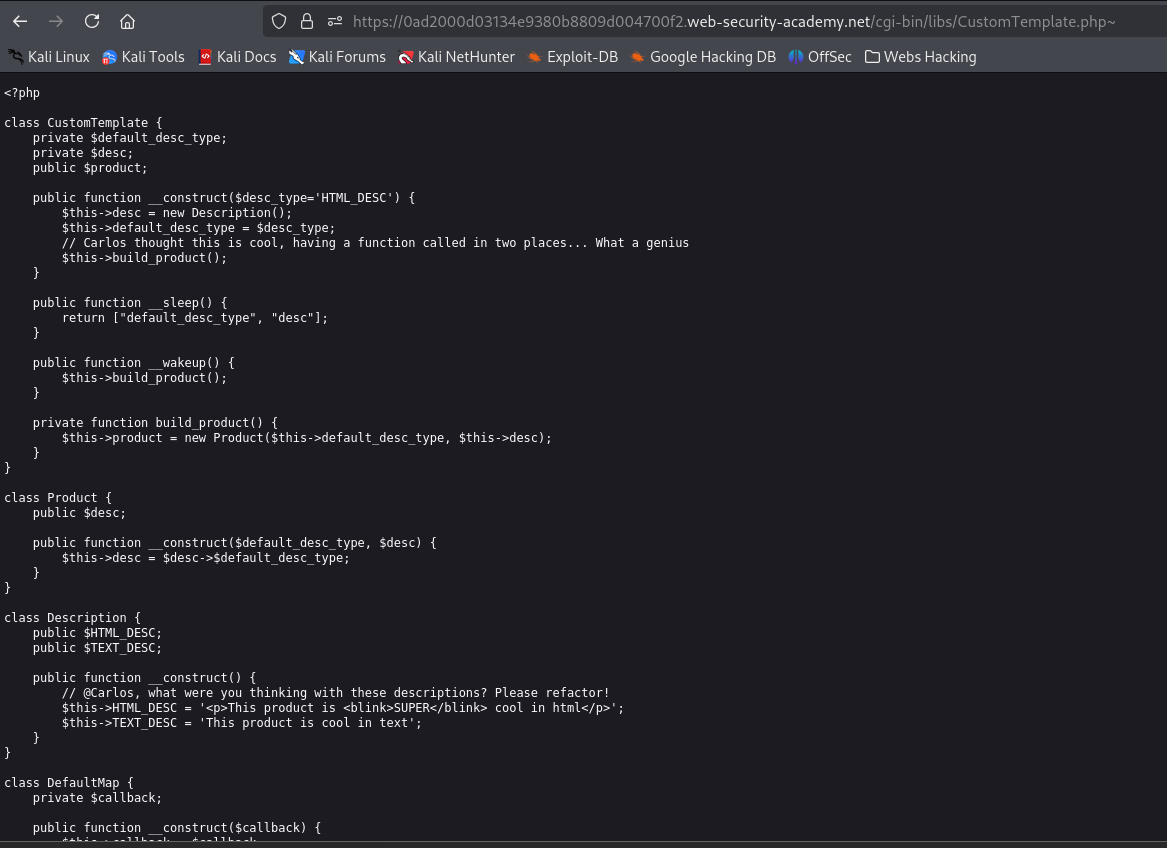 https://0ad2000d03134e9380b8809d004700f2.web-security-academy.net/cgi-bin/libs/CustomTemplate.php~
Kali Linux Kali Tools Kali Docs Kali Forums Kali NetHunter Exploit-DB Google Hacking DB OffSec Webs Hacking
<?php

class CustomTemplate {
    private $default_desc_type;
    private $desc;
    public $product;

    public function __construct($desc_type='HTML_DESC') {
        $this->desc = new Description();
        $this->default_desc_type = $desc_type;
        // Carlos thought this is cool, having a function called in two places... What a genius
        $this->build_product();
    }

    public function __sleep() {
        return ["default_desc_type", "desc"];
    }

    public function __wakeup() {
        $this->build_product();
    }

    private function build_product() {
        $this->product = new Product($this->default_desc_type, $this->desc);
    }
}

class Product {
    public $desc;

    public function __construct($default_desc_type, $desc) {
        $this->desc = $desc->$default_desc_type;
    }
}

class Description {
    public $HTML_DESC;
    public $TEXT_DESC;

    public function __construct() {
        // @Carlos, what were you thinking with these descriptions? Please refactor!
        $this->HTML_DESC = '<p>This product is <blink>SUPER</blink> cool in html</p>';
        $this->TEXT_DESC = 'This product is cool in text';
    }
}

class DefaultMap {
    private $callback;

    public function __construct($callback) {